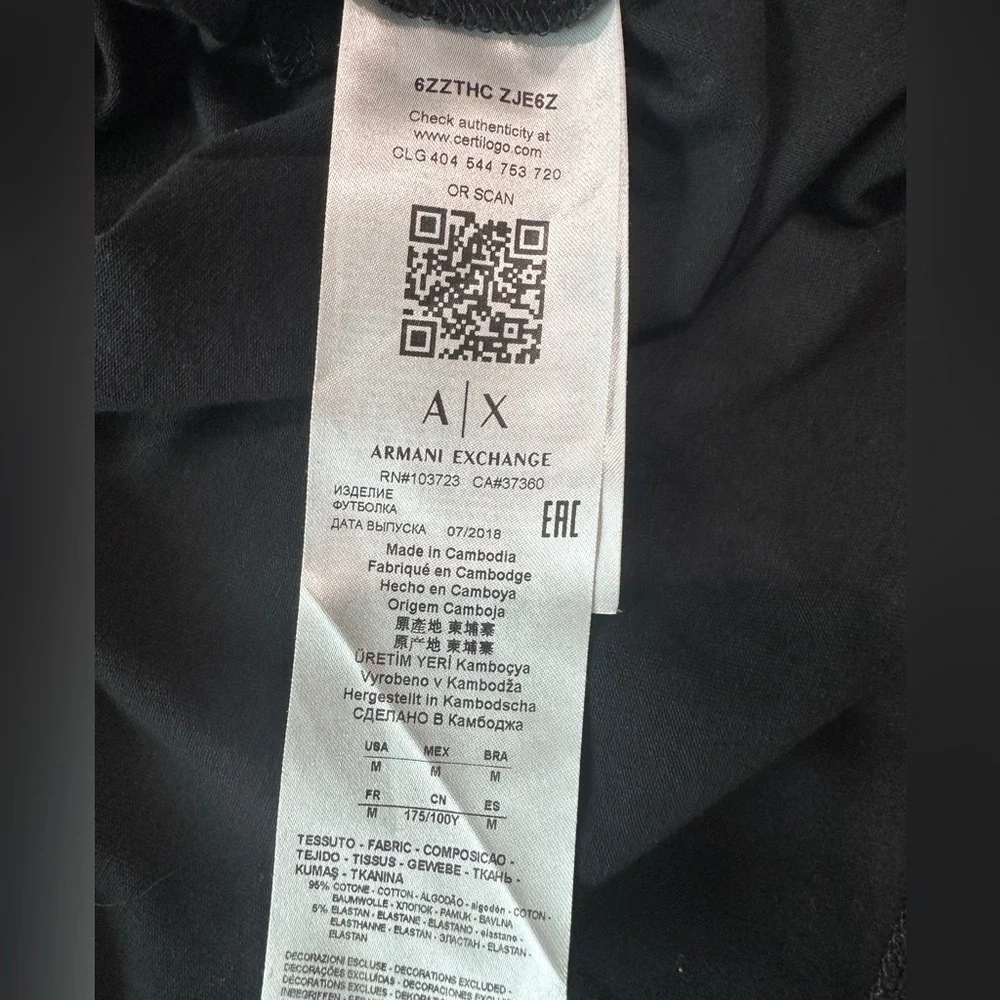 6ZZTHC ZJE6Z
Check authenticity at
www.certilogo.com
CLG 404 544 753 720
OR SCAN
A|X
ARMANI EXCHANGE
RN#103723 CA#37360
ИЗДЕЛИЕ
ФУТБОЛКА
ДАТА ВЫПУСКА 07/2018
EAC
Made in Cambodia
Fabriqué en Cambodge
Hecho en Camboya
Origem Camboja
原產地 柬埔寨
原产地 柬埔寨
ÜRETİM YERİ Kamboçya
Vyrobeno v Kambodža
Hergestellt in Kambodscha
СДЕЛАНО В Камбоджа
USA MEX BRA
M M M
FR CN ES
M 175/100Y M
TESSUTO - FABRIC - COMPOSICAO -
TEJIDO - TISSUS - GEWEBE - ТКАНЬ -
KUMAŞ - TKANINA
95% COTONE - COTTON - ALGODÃO - algodón - COTON -
BAUMWOLLE - ХЛОПОК - PAMUK - BAVLNA
5% ELASTAN - ELASTANE - ELASTANO - elastano -
ELASTHANNE - ELASTAN - ЭЛАСТАН - ELASTAN -
ELASTAN
DECORAZIONI ESCLUSE - DECORATIONS EXCLUDED -
DECORAÇÕES EXCLUÍDAS - DECORACIONES
DÉCORATIONS EXCLUES -